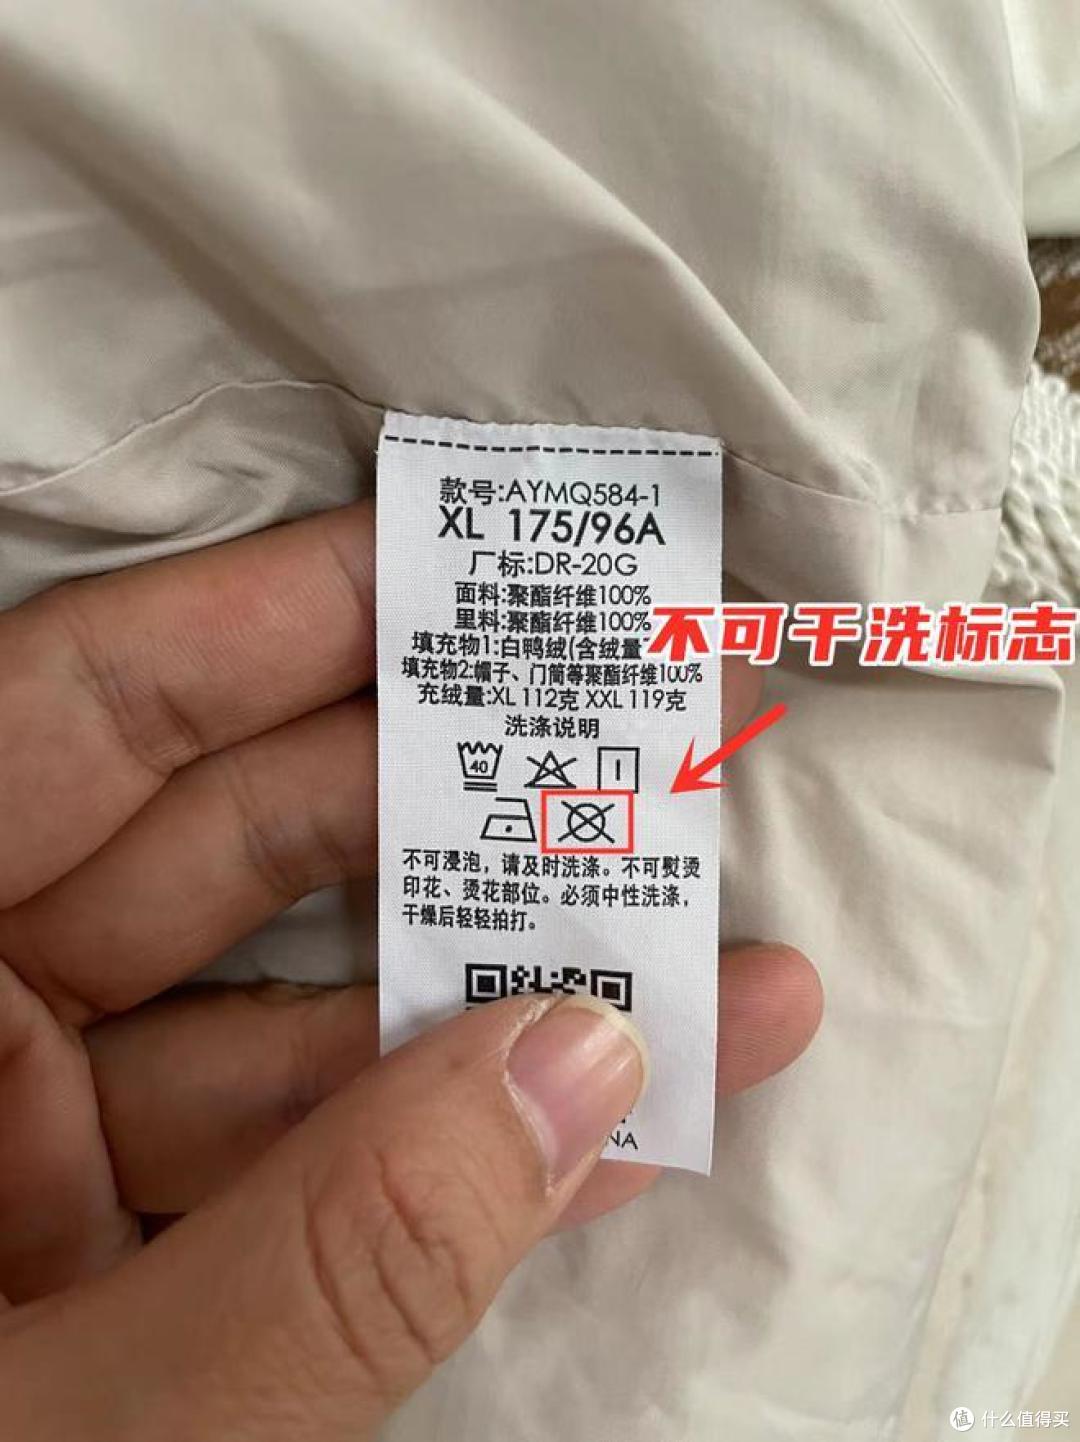 款号:AYMQ584-1
XL 175/96A
厂标:DR-20G
面料:聚酯纤维100%
里料:聚酯纤维100%
不可干洗标志
填充物1:白鸭绒(含绒量
填充物2:帽子、门筒等聚酯纤维100%
充绒量:XL 112克 XXL 119克
洗涤说明
40
不可浸泡，请及时洗涤。不可熨烫
印花、烫花部位。必须中性洗涤，
干燥后轻轻拍打。
NA
值 什么值得买